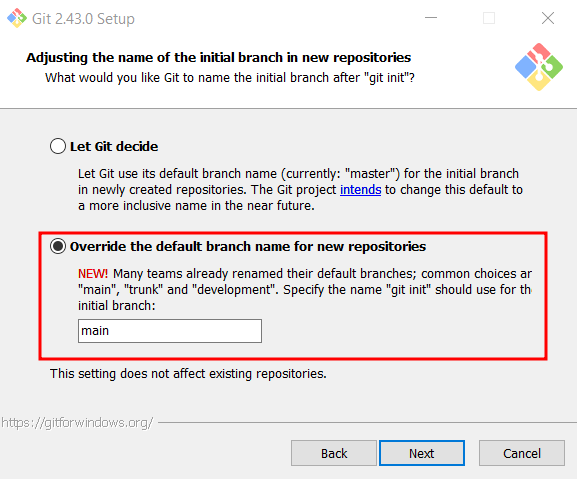 Git 2.43.0 Setup
Adjusting the name of the initial branch in new repositories
What would you like Git to name the initial branch after "git init"?
Let Git decide
Let Git use its default branch name (currently: "master") for the initial branch
in newly created repositories. The Git project intends to change this default to
a more inclusive name in the near future.
Override the default branch name for new repositories
NEW! Many teams already renamed their default branches; common choices ar
"main", "trunk" and "development". Specify the name "git init" should use for th
initial branch:
main
This setting does not affect existing repositories.
https://gitforwindows.org/
Back
Next
Cancel